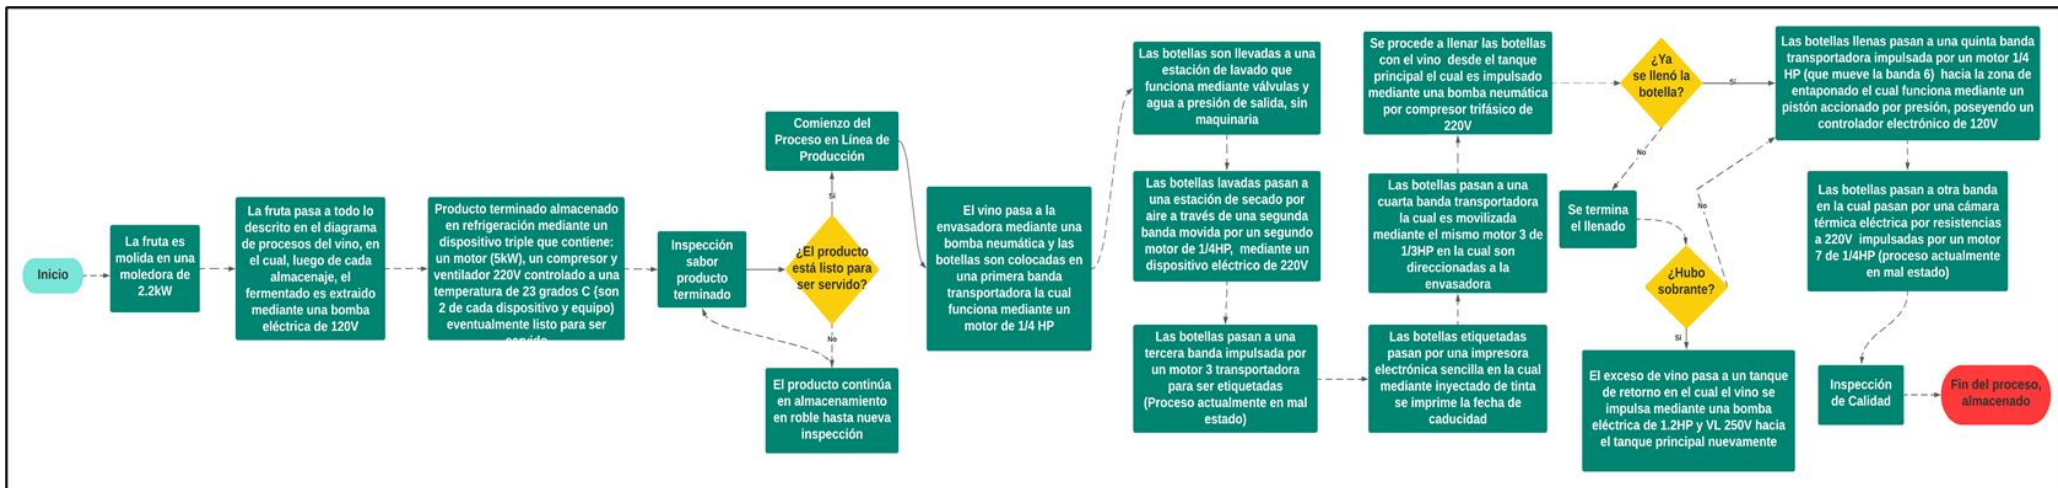 Inicio
La fruta es
molida en una
moledora de
2.2kW
La fruta pasa a todo lo
descrito en el diagrama
de procesos del vino, en
el cual, luego de cada
almacenaje, el
fermentado es extraido
mediante una bomba
eléctrica de 120V
Producto terminado almacenado
en refrigeración mediante un
dispositivo triple que contiene:
un motor (5kW), un compresor y
ventilador 220V controlado a una
temperatura de 23 grados C {son
2 de cada dispositivo y equipo)
eventualmente listo para ser
servido
Inspección
sabor
producto
terminado
¿El producto
está listo para
ser servido?
Sí
Comienzo del
Proceso en Línea de
Producción
No
El producto continúa
en almacenamiento
en roble hasta nueva
inspección
El vino pasa a la
envasadora mediante una
bomba neumática y las
botellas son colocadas en
una primera banda
transportadora la cual
funciona mediante un
motor de 1/4 HP
Las botellas son llevadas a una
estación de lavado que
funciona mediante válvulas y
agua a presión de salida, sin
maquinaria
Las botellas lavadas pasan a
una estación de secado por
aire a través de una segunda
banda movida por un segundo
motor de 1/4HP, mediante un
dispositivo eléctrico de 220V
Las botellas pasan a una
tercera banda impulsada por
un motor 3 transportadora
para ser etiquetadas
(Proceso actualmente en mal
estado)
Las botellas etiquetadas
pasan por una impresora
electrónica sencilla en la cual
mediante inyectado de tinta
se imprime la fecha de
caducidad
Las botellas pasan a una
cuarta banda transportadora
la cual es movilizada
mediante el mismo motor 3 de
1/3HP en la cual son
direccionadas a la
envasadora
Se procede a llenar las botellas
con el vino desde el tanque
principal el cual es impulsado
mediante una bomba neumática
por compresor trifásico de
220V
¿Ya
se llenó la
botella?
No
Se termina
el llenado
¿Hubo
sobrante?
No
Sí
El exceso de vino pasa a un tanque
de retorno en el cual el vino se
impulsa mediante una bomba
eléctrica de 1.2HP y VL 250V hacia
el tanque principal nuevamente
Las botellas llenas pasan a una quinta banda
transportadora impulsada por un motor 1/4
HP (que mueve la banda 6) hacia la zona de
entaponado el cual funciona mediante un
pistón accionado por presión, poseyendo un
controlador electrónico de 120V
Las botellas pasan a otra banda
en la cual pasan por una cámara
térmica eléctrica por resistencias
a 220V impulsadas por un motor
7 de 1/4HP (proceso actualmente
en mal estado)
Inspección
de Calidad
Fin del proceso,
almacenado